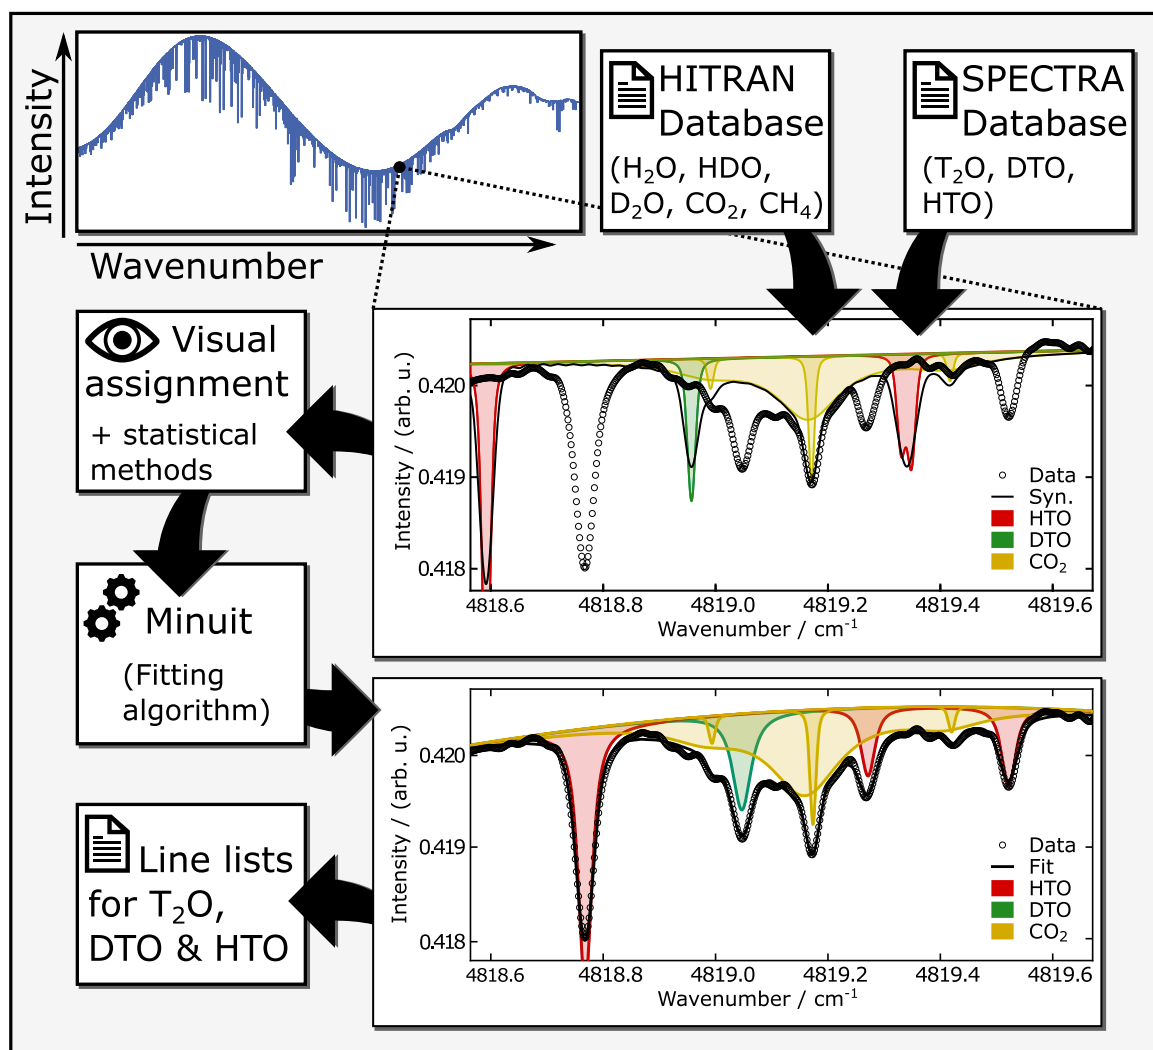 Intensity
Wavenumber
HITRAN
Database
(H₂O, HDO,
D₂O, CO₂, CH₄)
SPECTRA
Database
(T₂O, DTO,
HTO)
Visual
assignment
+ statistical
methods
Intensity / (arb. u.)
0.420
0.419
0.418
Data
Syn.
HTO
DTO
CO₂
4818.6 4818.8 4819.0 4819.2 4819.4 4819.6
Wavenumber / cm⁻¹
Minuit
(Fitting
algorithm)
Intensity / (arb. u.)
0.420
0.419
0.418
Data
Fit
HTO
DTO
CO₂
4818.6 4818.8 4819.0 4819.2 4819.4 4819.6
Wavenumber / cm⁻¹
Line lists
for T₂O,
DTO & HTO